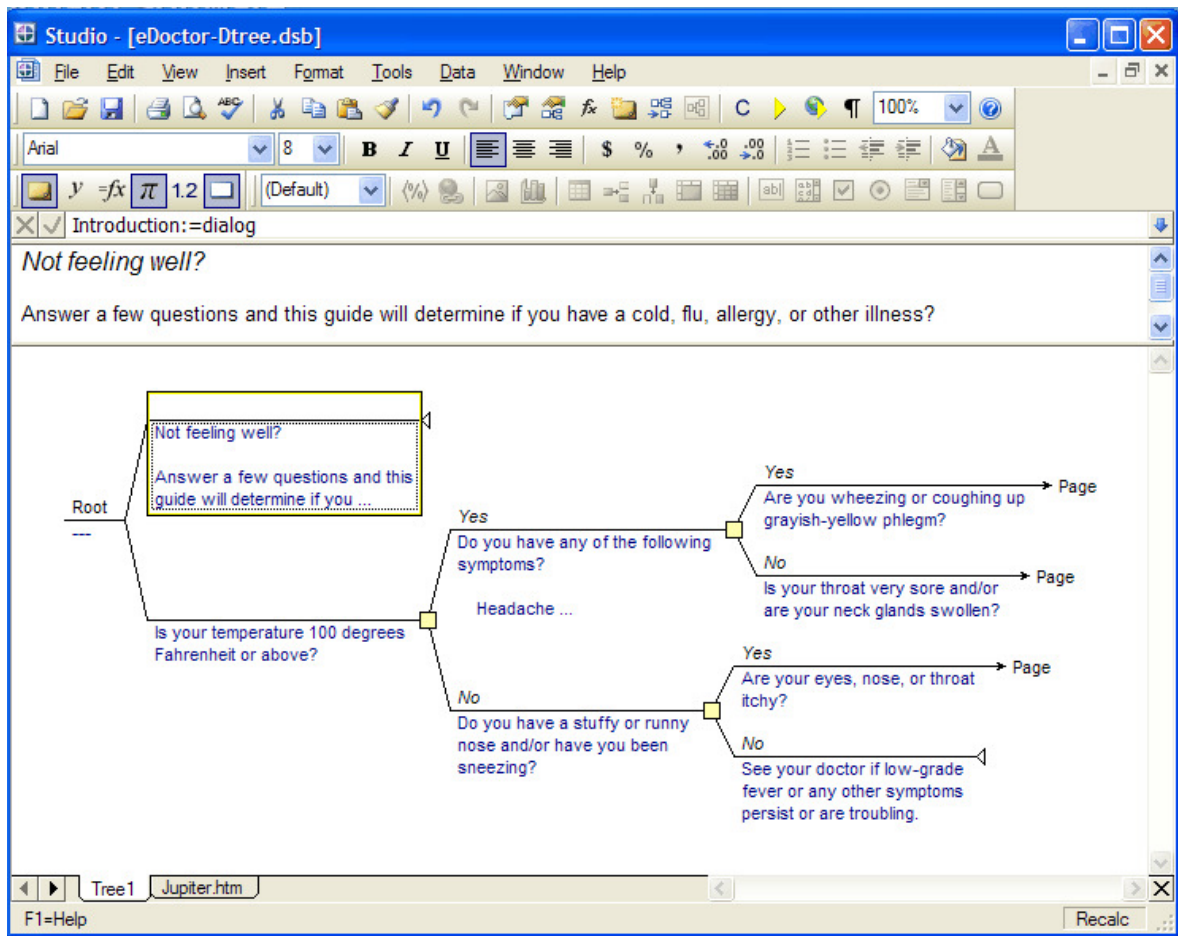 Studio - [eDoctor-Dtree.dsb]
File Edit View Insert Format Tools Data Window Help
ABC fx C ¶ 100%
Arial 8 B I U $ % , .00 .00
y =fx π 1.2 (Default) (%) ab|
Introduction:=dialog
Not feeling well?
Answer a few questions and this guide will determine if you have a cold, flu, allergy, or other illness?
Root
---
Not feeling well?
Answer a few questions and this
guide will determine if you ...
Is your temperature 100 degrees
Fahrenheit or above?
Yes
Do you have any of the following
symptoms?
Headache ...
Yes
Are you wheezing or coughing up
grayish-yellow phlegm?
Page
No
Is your throat very sore and/or
are your neck glands swollen?
Page
No
Do you have a stuffy or runny
nose and/or have you been
sneezing?
Yes
Are your eyes, nose, or throat
itchy?
Page
No
See your doctor if low-grade
fever or any other symptoms
persist or are troubling.
Tree1 Jupiter.htm
F1=Help Recalc